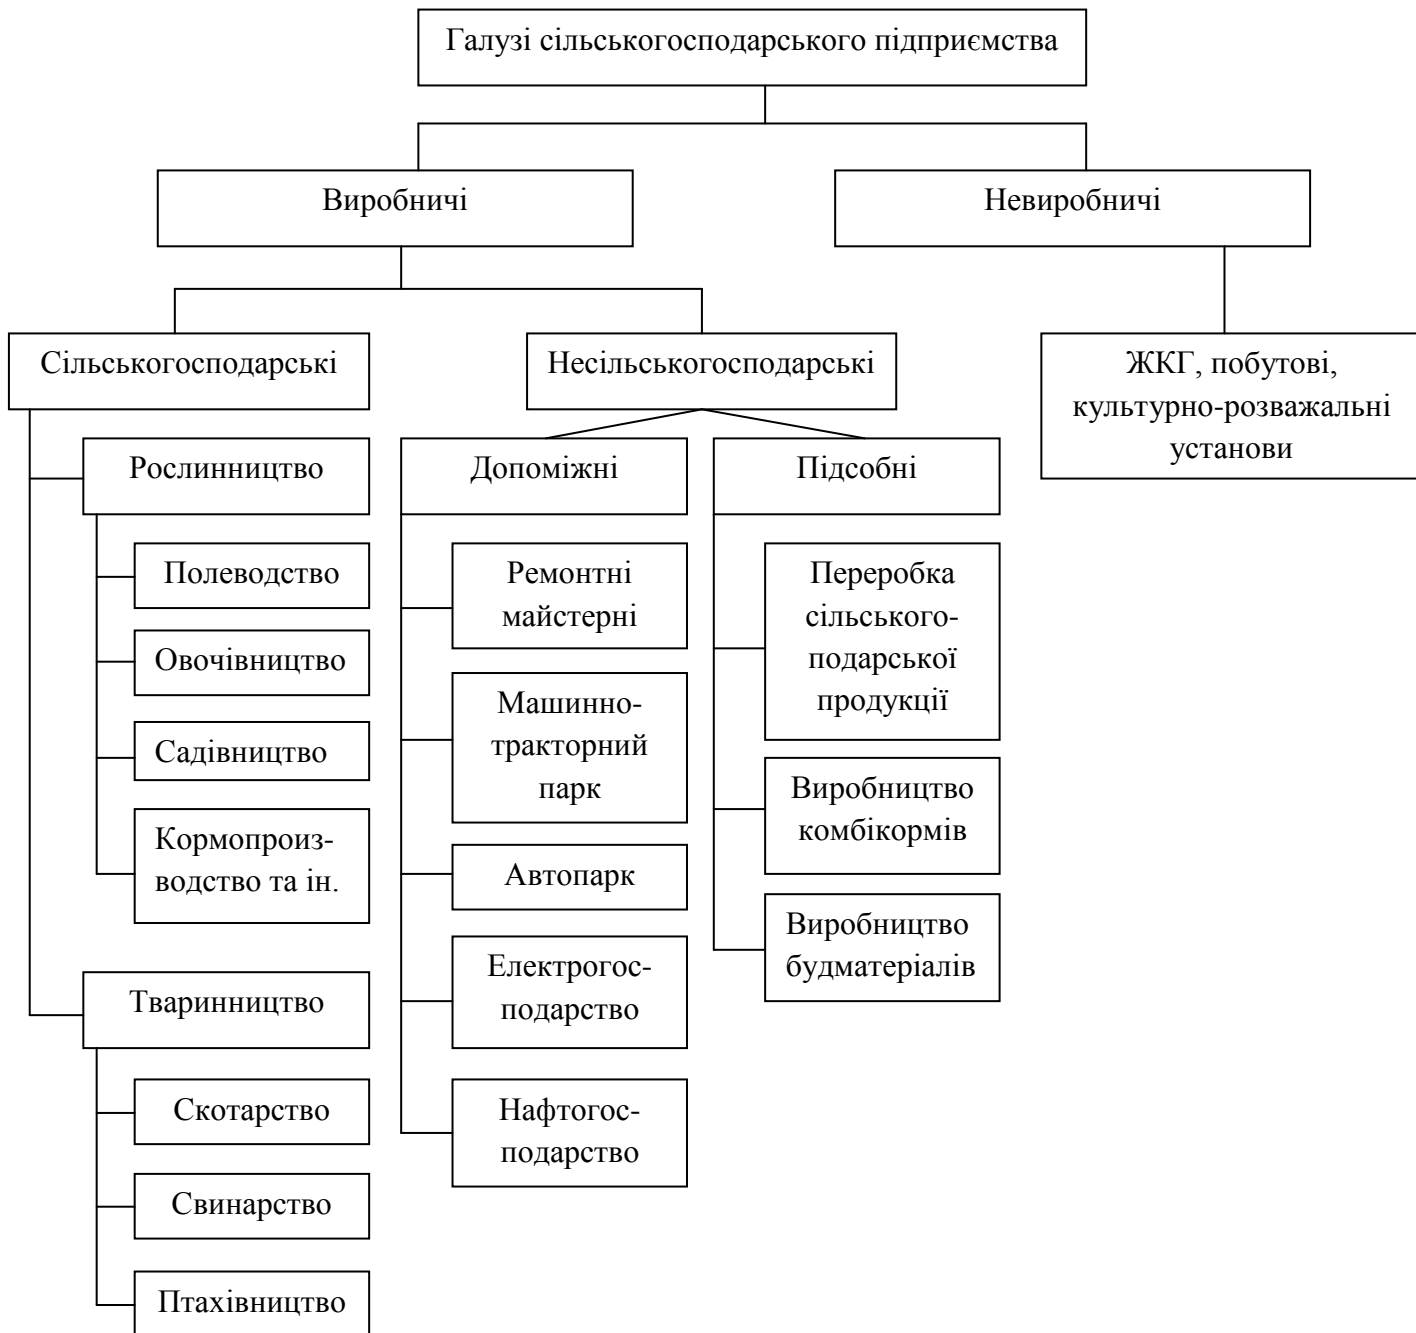 Галузі сільськогосподарського підприємства
Виробничі
Невиробничі
Сільськогосподарські
Несільськогосподарські
ЖКГ, побутові,
культурно-розважальні
установи
Рослинництво
Допоміжні
Підсобні
Полеводство
Овочівництво
Садівництво
Кормопроиз-
водство та ін.
Тваринництво
Скотарство
Свинарство
Птахівництво
Ремонтні
майстерні
Машинно-
тракторний
парк
Автопарк
Електрогос-
подарство
Нафтогос-
подарство
Переробка
сільського-
подарської
продукції
Виробництво
комбікормів
Виробництво
будматеріалів